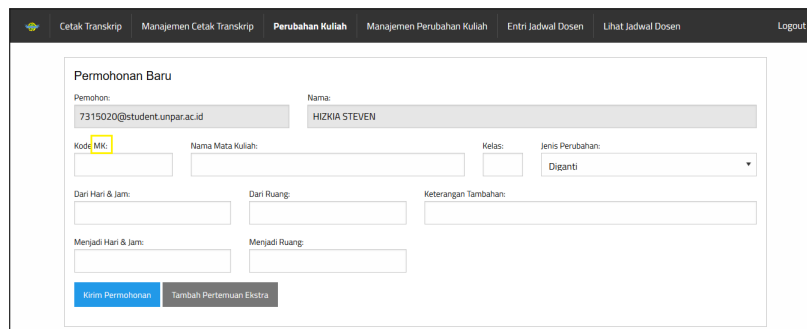 Cetak Transkrip Manajemen Cetak Transkrip Perubahan Kuliah Manajemen Perubahan Kuliah Entri Jadwal Dosen Lihat Jadwal Dosen Logout
Permohonan Baru
Pemohon: Nama:
7315020@student.unpar.ac.id HIZKIA STEVEN
Kode MK: Nama Mata Kuliah: Kelas: Jenis Perubahan:
Diganti
Dari Hari & Jam: Dari Ruang: Keterangan Tambahan:
Menjadi Hari & Jam: Menjadi Ruang:
Kirim Permohonan Tambah Pertemuan Ekstra